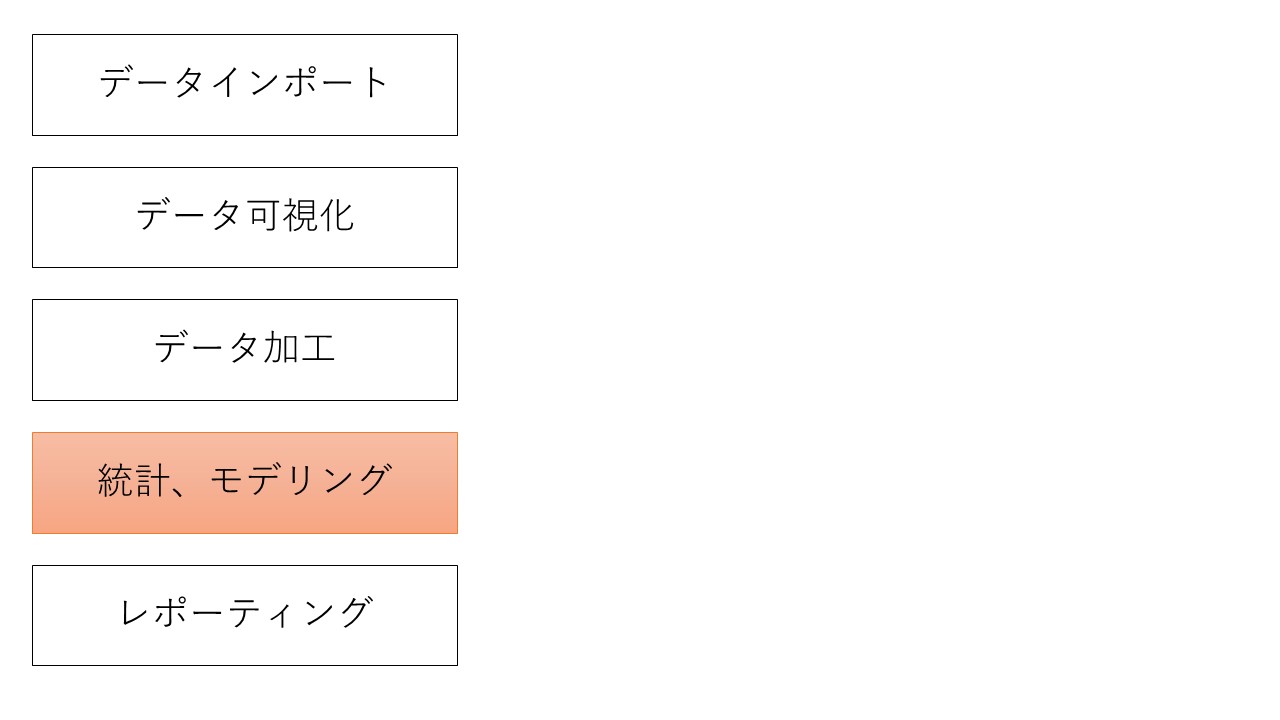 データインポート
データ可視化
データ加工
統計、モデリング
レポーティング